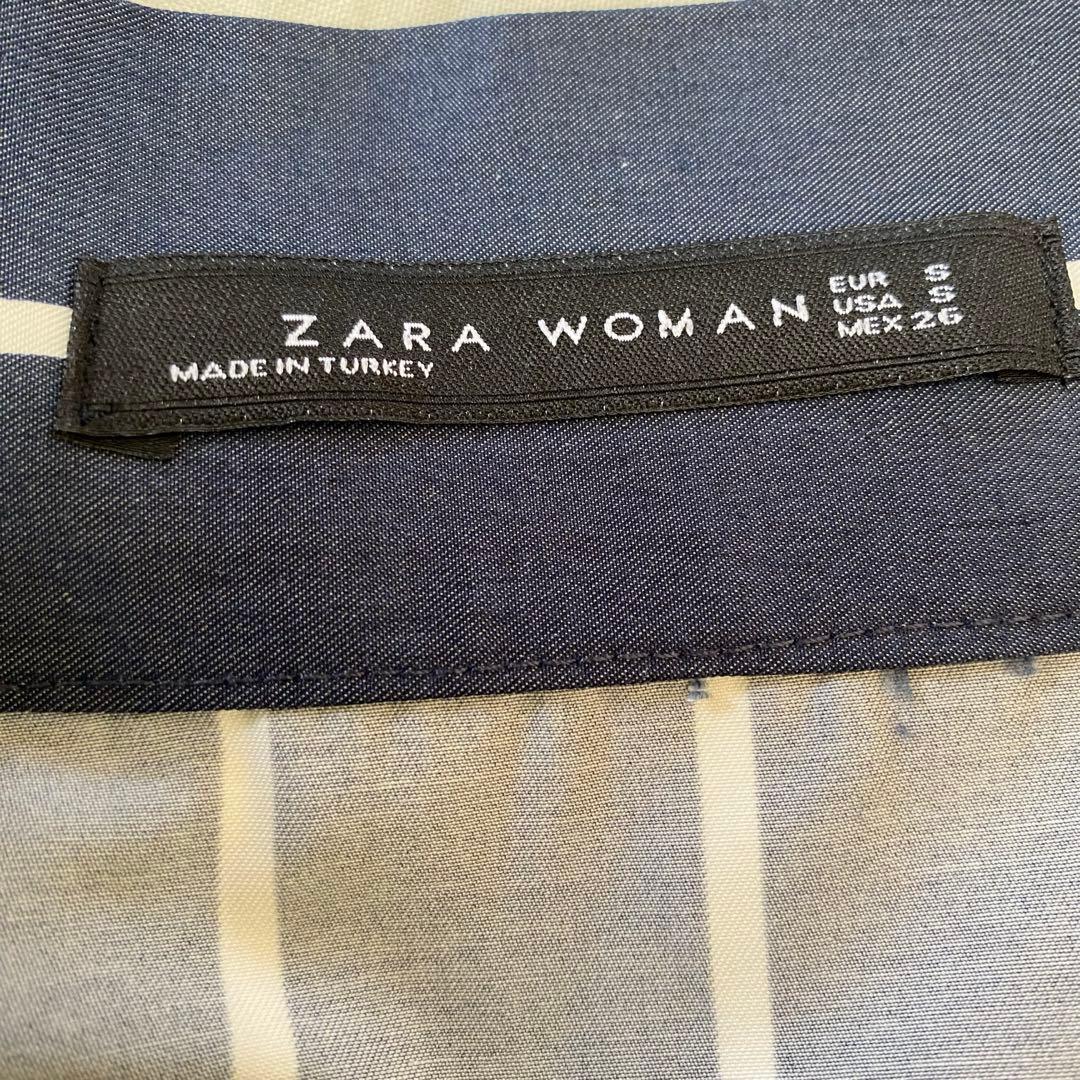 ZARA WOMAN
MADE IN TURKEY
EUR S
USA S
MEX 26